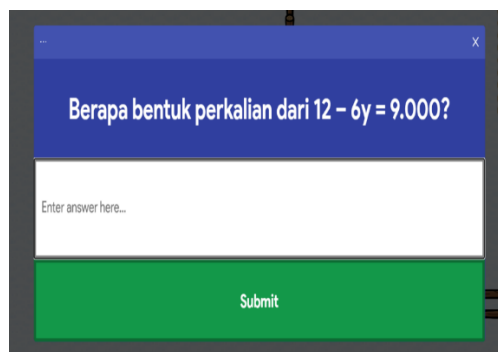 ... X
Berapa bentuk perkalian dari 12 – 6y = 9.000?
Enter answer here...
Submit